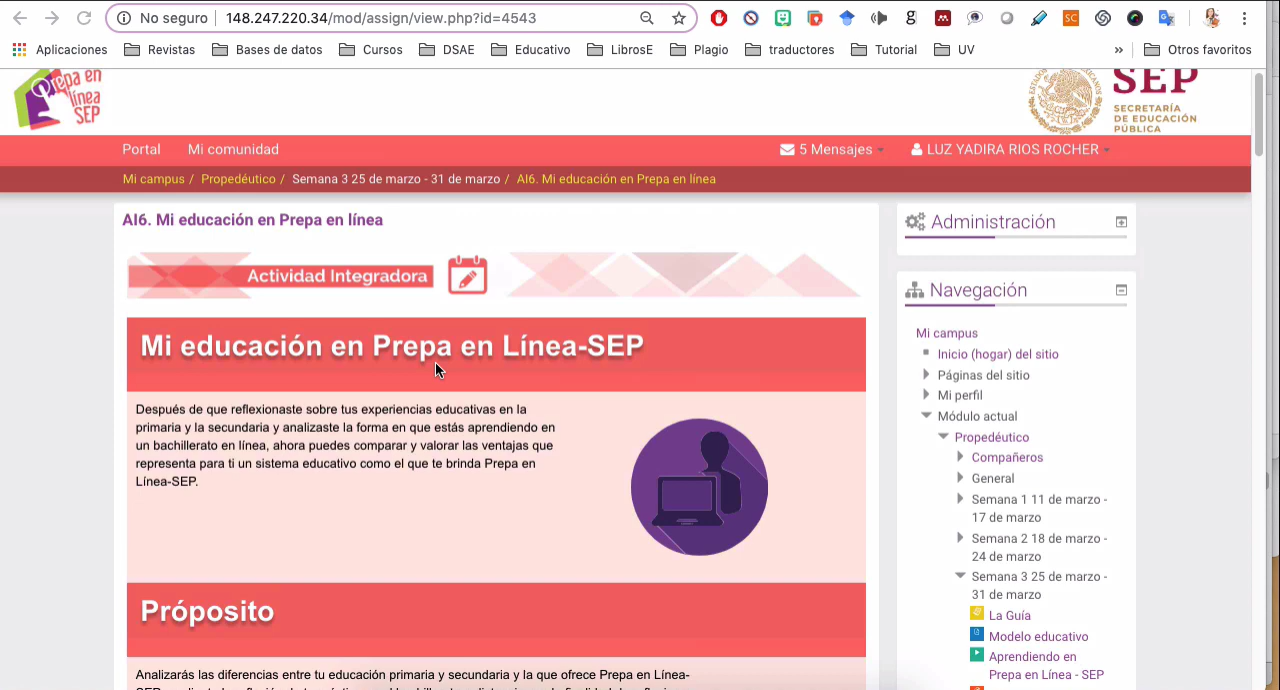 No seguro
148.247.220.34/mod/assign/view.php?id=4543
Aplicaciones
Revistas
Bases de datos
Cursos
DSAE
Educativo
LibrosE
Plagio
traductores
Tutorial
UV
»
Otros favoritos
Prepa en
línea
SEP
SEP
SECRETARÍA
DE EDUCACIÓN
PÚBLICA
Portal
Mi comunidad
5 Mensajes
LUZ YADIRA RIOS ROCHER
Mi campus / Propedéutico / Semana 3 25 de marzo - 31 de marzo / AI6. Mi educación en Prepa en línea
AI6. Mi educación en Prepa en línea
Actividad Integradora
Mi educación en Prepa en Línea-SEP
Después de que reflexionaste sobre tus experiencias educativas en la
primaria y la secundaria y analizaste la forma en que estás aprendiendo en
un bachillerato en línea, ahora puedes comparar y valorar las ventajas que
representa para ti un sistema educativo como el que te brinda Prepa en
Línea-SEP.
Próposito
Analizarás las diferencias entre tu educación primaria y secundaria y la que ofrece Prepa en Línea-
Administración
Navegación
Mi campus
Inicio (hogar) del sitio
Páginas del sitio
Mi perfil
Módulo actual
Propedéutico
Compañeros
General
Semana 1 11 de marzo -
17 de marzo
Semana 2 18 de marzo -
24 de marzo
Semana 3 25 de marzo -
31 de marzo
La Guía
Modelo educativo
Aprendiendo en
Prepa en Línea - SEP